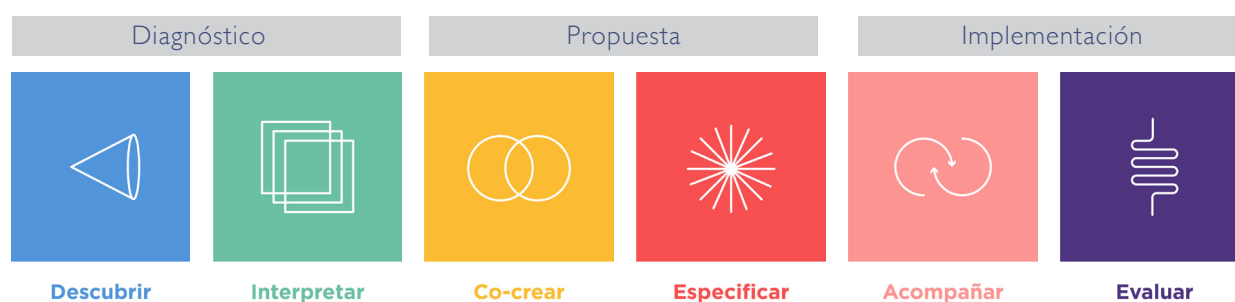 Diagnóstico Propuesta Implementación
Descubrir Interpretar Co-crear Especificar Acompañar Evaluar